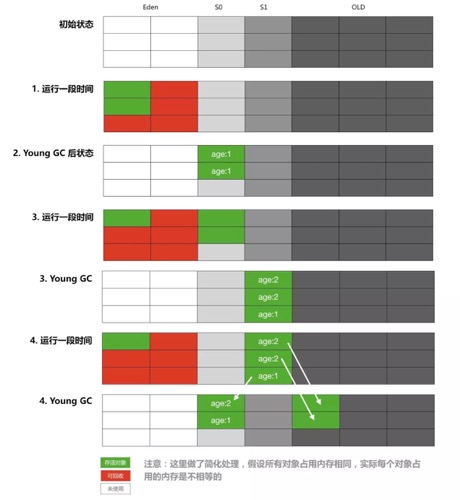 Eden S0 S1 OLD
初始状态
1. 运行一段时间
2. Young GC 后状态
age:1
age:1
3. 运行一段时间
3. Young GC
age:2
age:2
age:1
4. 运行一段时间
age:2
age:2
age:1
4. Young GC
age:2
age:1
存活对象
可回收
未使用
注意：这里做了简化处理，假设所有对象占用内存相同，实际每个对象占
用的内存是不相等的